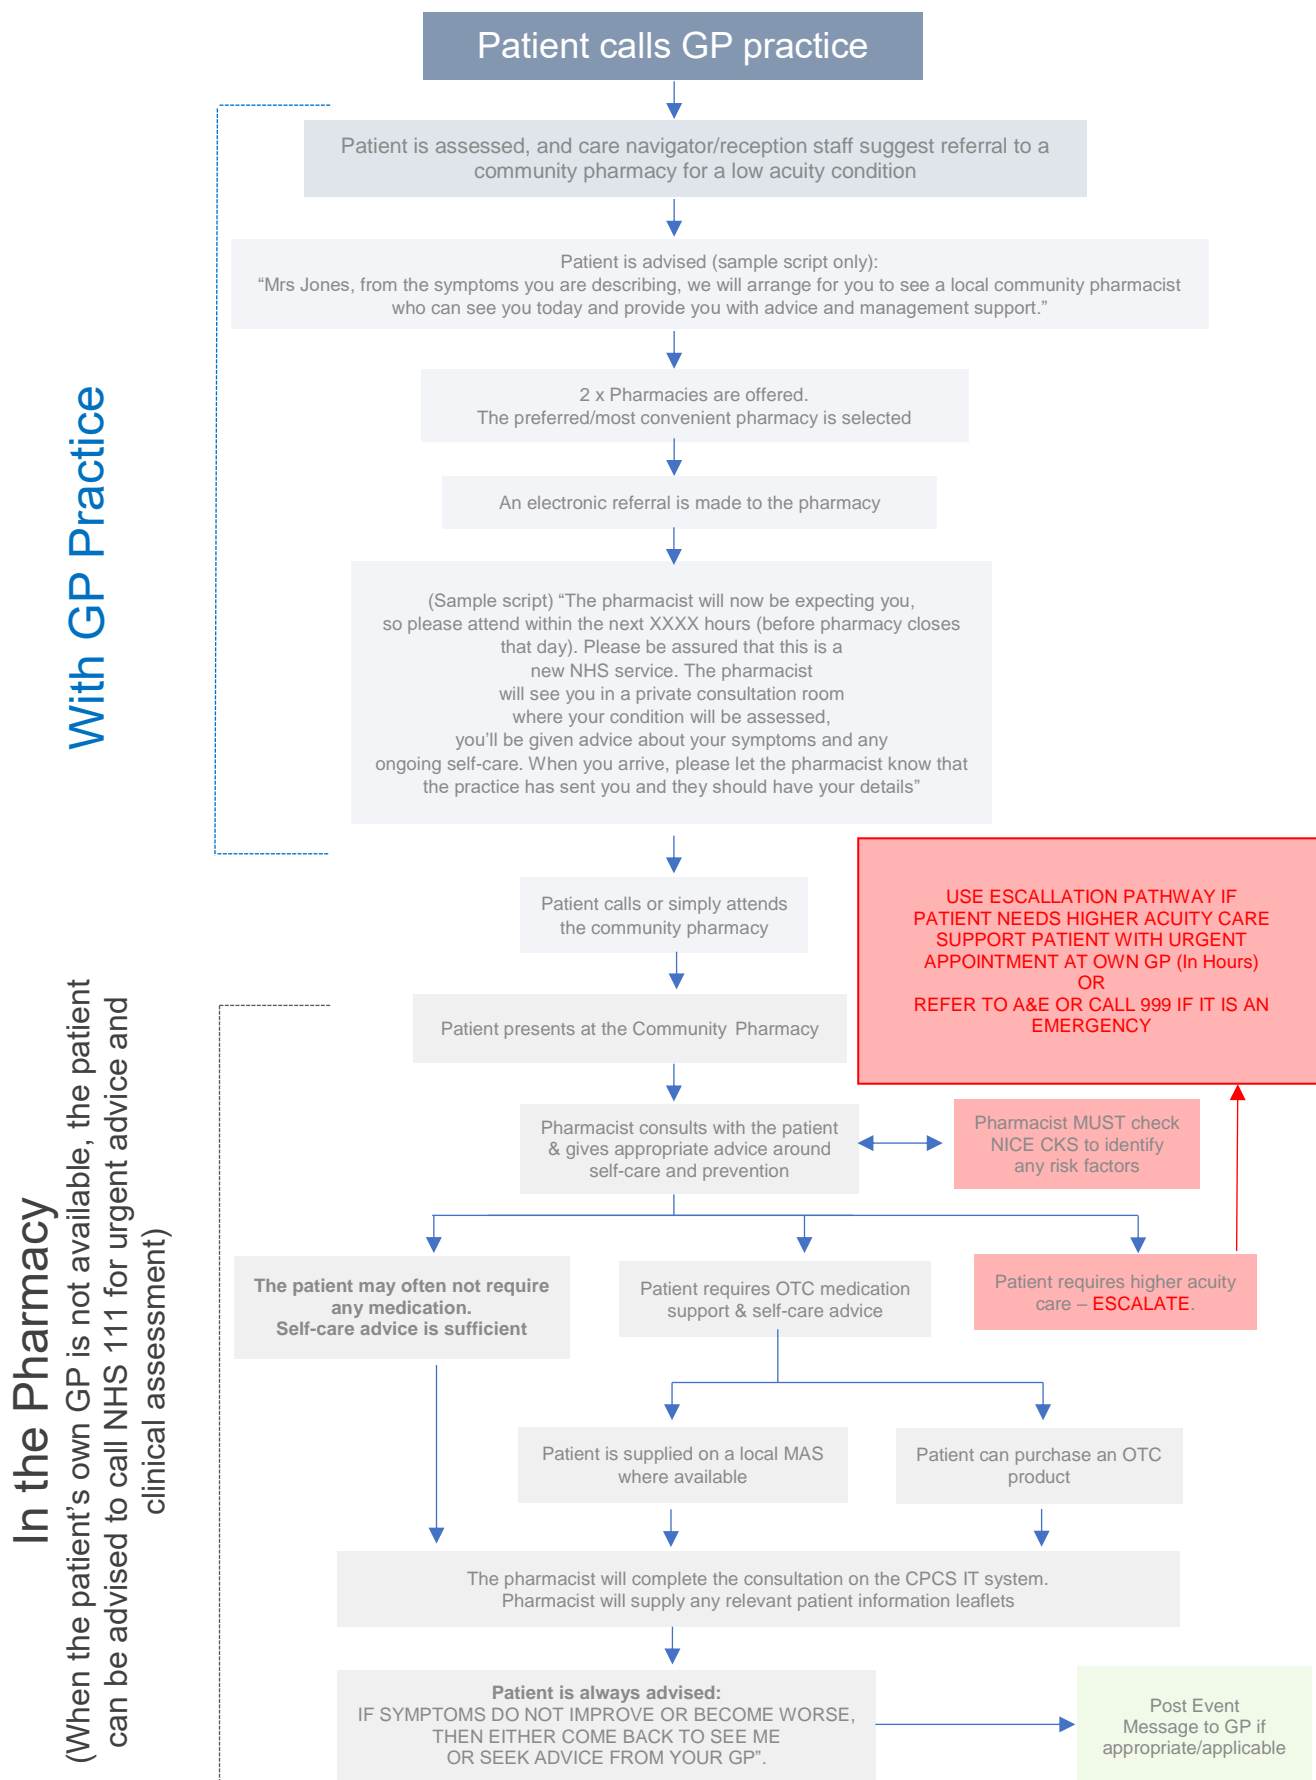 Patient calls GP practice
Patient is assessed, and care navigator/reception staff suggest referral to a
community pharmacy for a low acuity condition
Patient is advised (sample script only):
“Mrs Jones, from the symptoms you are describing, we will arrange for you to see a local community pharmacist
who can see you today and provide you with advice and management support.”
2 x Pharmacies are offered.
The preferred/most convenient pharmacy is selected
An electronic referral is made to the pharmacy
(Sample script) “The pharmacist will now be expecting you,
so please attend within the next XXXX hours (before pharmacy closes
that day). Please be assured that this is a
new NHS service. The pharmacist
will see you in a private consultation room
where your condition will be assessed,
you’ll be given advice about your symptoms and any
ongoing self-care. When you arrive, please let the pharmacist know that
the practice has sent you and they should have your details”
With GP Practice
Patient calls or simply attends
the community pharmacy
USE ESCALLATION PATHWAY IF
PATIENT NEEDS HIGHER ACUITY CARE
SUPPORT PATIENT WITH URGENT
APPOINTMENT AT OWN GP (In Hours)
OR
REFER TO A&E OR CALL 999 IF IT IS AN
EMERGENCY
Patient presents at the Community Pharmacy
Pharmacist consults with the patient
& gives appropriate advice around
self-care and prevention
Pharmacist MUST check
NICE CKS to identify
any risk factors
The patient may often not require
any medication.
Self-care advice is sufficient
Patient requires OTC medication
support & self-care advice
Patient requires higher acuity
care – ESCALATE.
Patient is supplied on a local MAS
where available
Patient can purchase an OTC
product
The pharmacist will complete the consultation on the CPCS IT system.
Pharmacist will supply any relevant patient information leaflets
Patient is always advised:
IF SYMPTOMS DO NOT IMPROVE OR BECOME WORSE,
THEN EITHER COME BACK TO SEE ME
OR SEEK ADVICE FROM YOUR GP”.
Post Event
Message to GP if
appropriate/applicable
In the Pharmacy
(When the patient’s own GP is not available, the patient
can be advised to call NHS 111 for urgent advice and
clinical assessment)